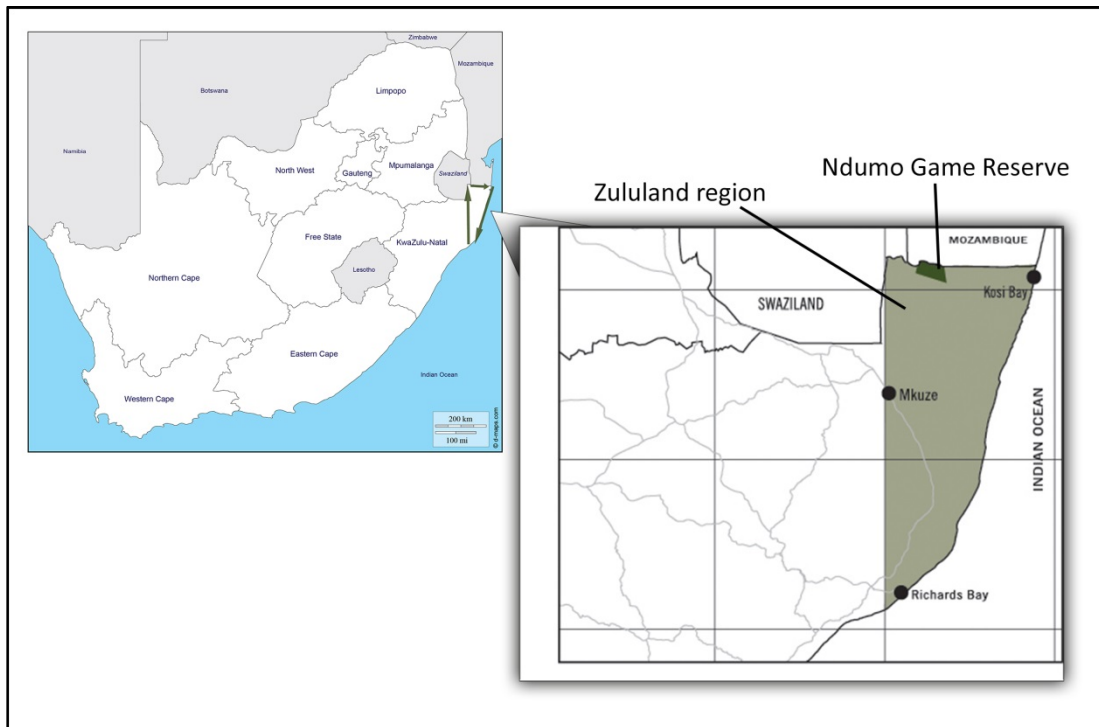 Zimbabwe
Mozambique
Botswana
Limpopo
Namibia
North West
Gauteng
Mpumalanga
Swaziland
Free State
KwaZulu-Natal
Lesotho
Northern Cape
Eastern Cape
Western Cape
Indian Ocean
200 km
100 mi
© d-maps.com
Ndumo Game Reserve
Zululand region
MOZAMBIQUE
SWAZILAND
Kosi Bay
Mkuze
INDIAN OCEAN
Richards Bay